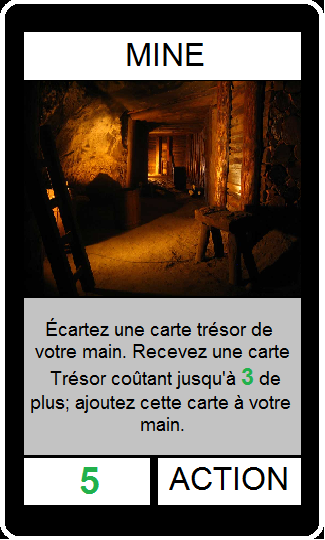 MINE
Écartez une carte trésor de
votre main. Recevez une carte
Trésor coûtant jusqu'à 3 de
plus; ajoutez cette carte à votre
main.
5
ACTION